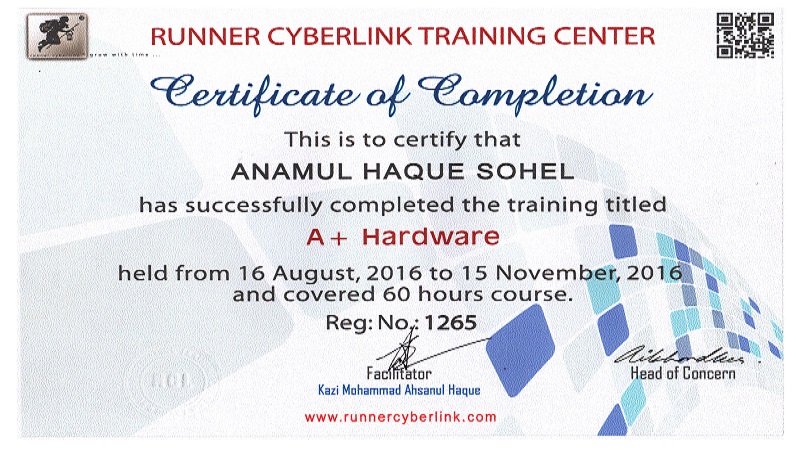 RUNNER CYBERLINK TRAINING CENTER
runner cyberlink grow with time ...
Certificate of Completion
This is to certify that
ANAMUL HAQUE SOHEL
has successfully completed the training titled
A+ Hardware
held from 16 August, 2016 to 15 November, 2016
and covered 60 hours course.
Reg: No.: 1265
Facilitator
Kazi Mohammad Ahsanul Haque
Head of Concern
www.runnercyberlink.com